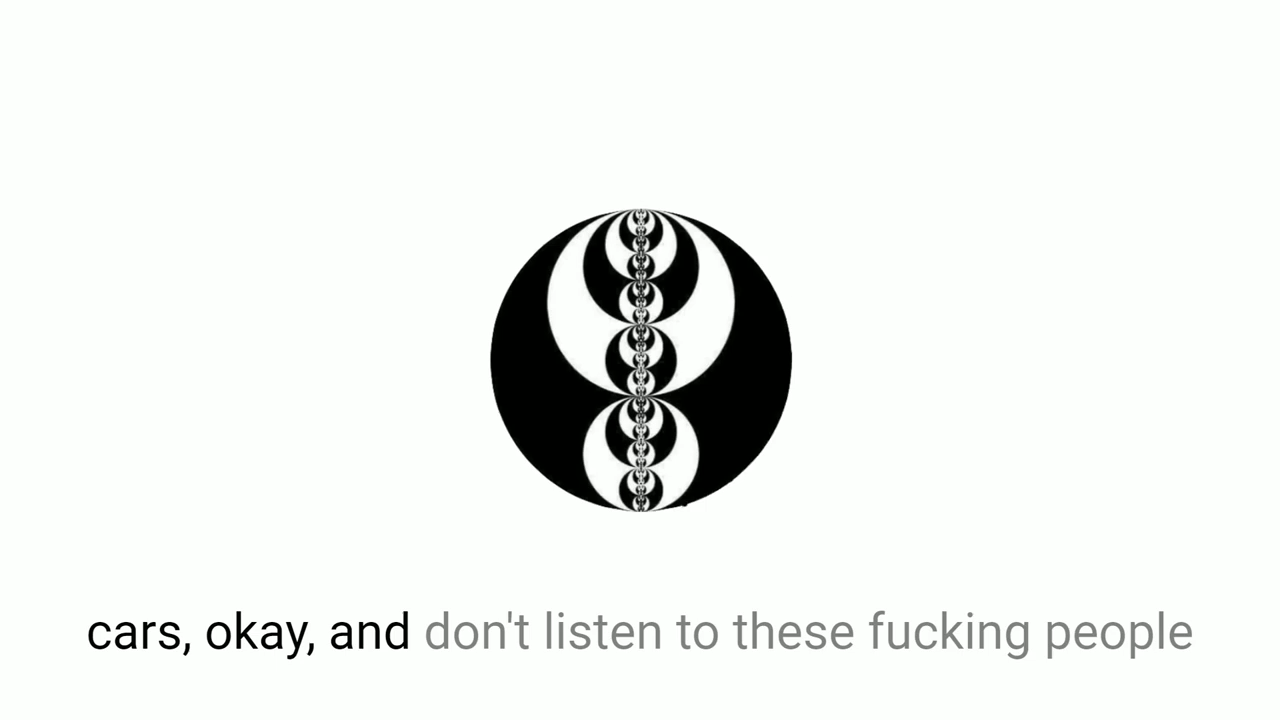 cars, okay, and don't listen to these fucking people